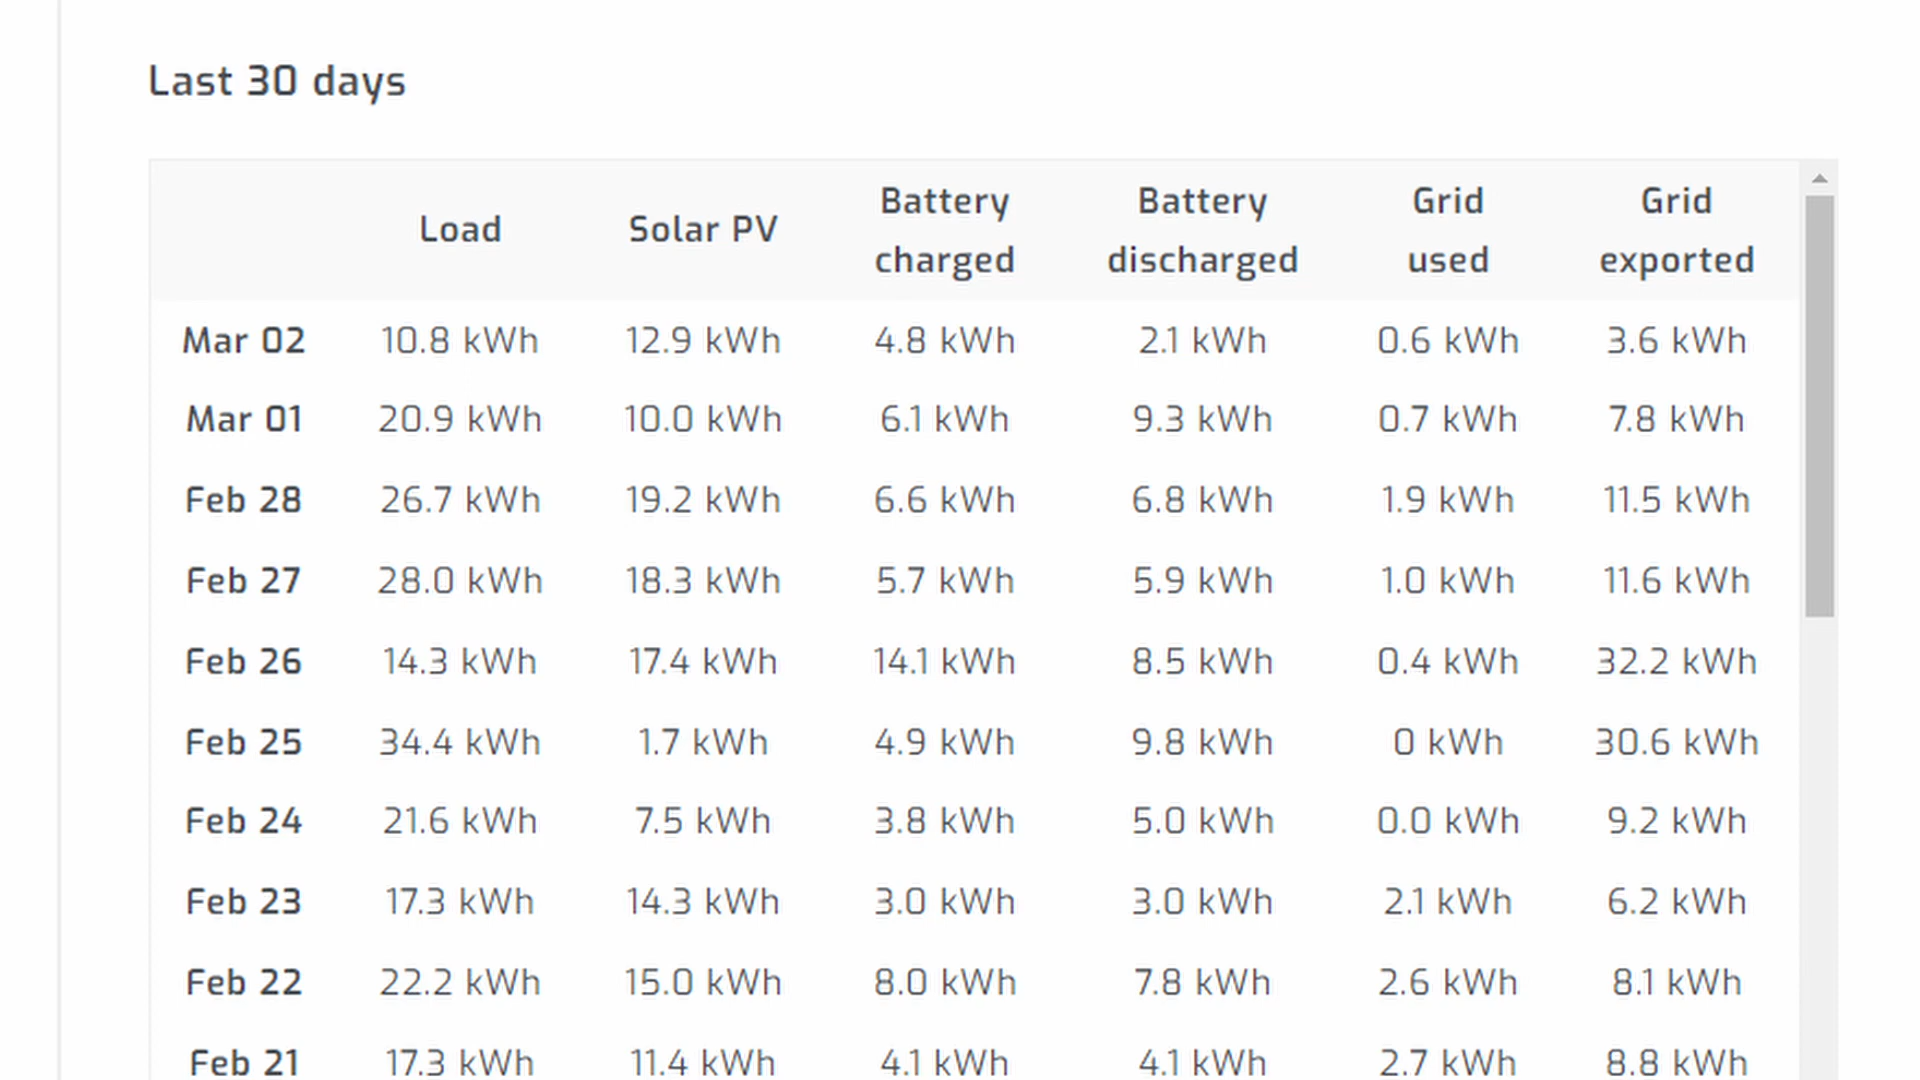 Last 30 days
Load Solar PV Battery charged Battery discharged Grid used Grid exported
Mar 02 10.8 kWh 12.9 kWh 4.8 kWh 2.1 kWh 0.6 kWh 3.6 kWh
Mar 01 20.9 kWh 10.0 kWh 6.1 kWh 9.3 kWh 0.7 kWh 7.8 kWh
Feb 28 26.7 kWh 19.2 kWh 6.6 kWh 6.8 kWh 1.9 kWh 11.5 kWh
Feb 27 28.0 kWh 18.3 kWh 5.7 kWh 5.9 kWh 1.0 kWh 11.6 kWh
Feb 26 14.3 kWh 17.4 kWh 14.1 kWh 8.5 kWh 0.4 kWh 32.2 kWh
Feb 25 34.4 kWh 1.7 kWh 4.9 kWh 9.8 kWh 0 kWh 30.6 kWh
Feb 24 21.6 kWh 7.5 kWh 3.8 kWh 5.0 kWh 0.0 kWh 9.2 kWh
Feb 23 17.3 kWh 14.3 kWh 3.0 kWh 3.0 kWh 2.1 kWh 6.2 kWh
Feb 22 22.2 kWh 15.0 kWh 8.0 kWh 7.8 kWh 2.6 kWh 8.1 kWh
Feb 21 17.3 kWh 11.4 kWh 4.1 kWh 4.1 kWh 2.7 kWh 8.8 kWh